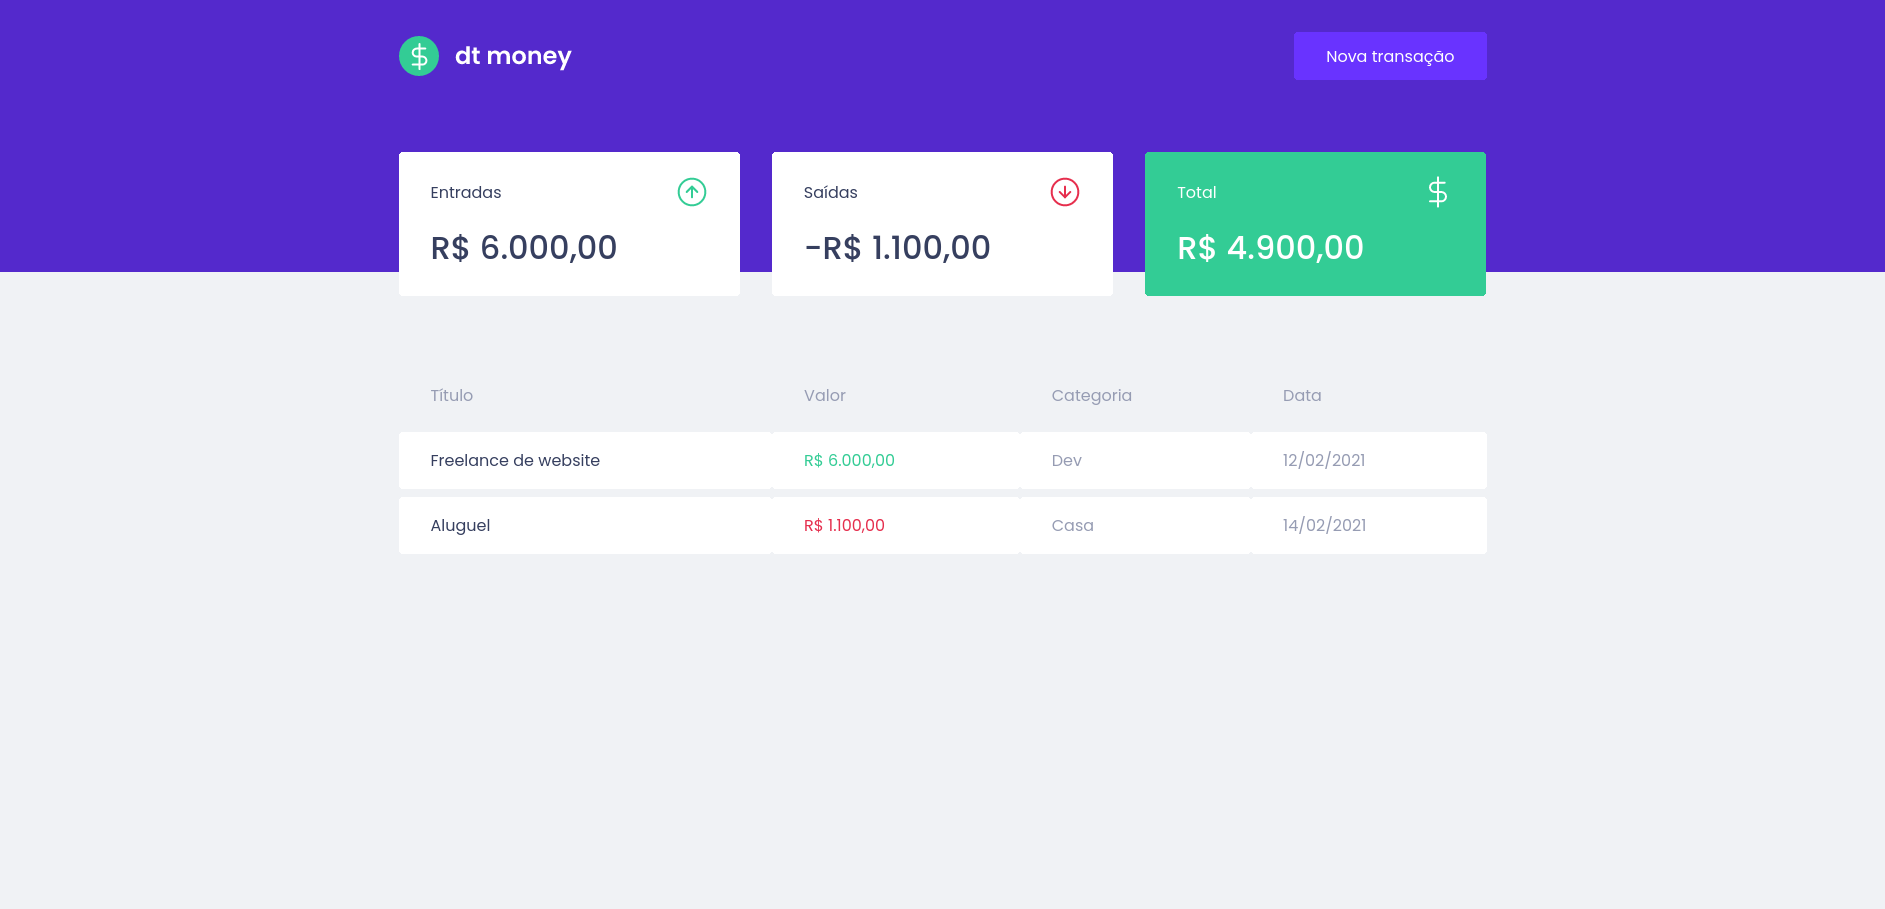 dt money
Nova transação
Entradas
R$ 6.000,00
Saídas
-R$ 1.100,00
Total
R$ 4.900,00
Título Valor Categoria Data
Freelance de website R$ 6.000,00 Dev 12/02/2021
Aluguel R$ 1.100,00 Casa 14/02/2021